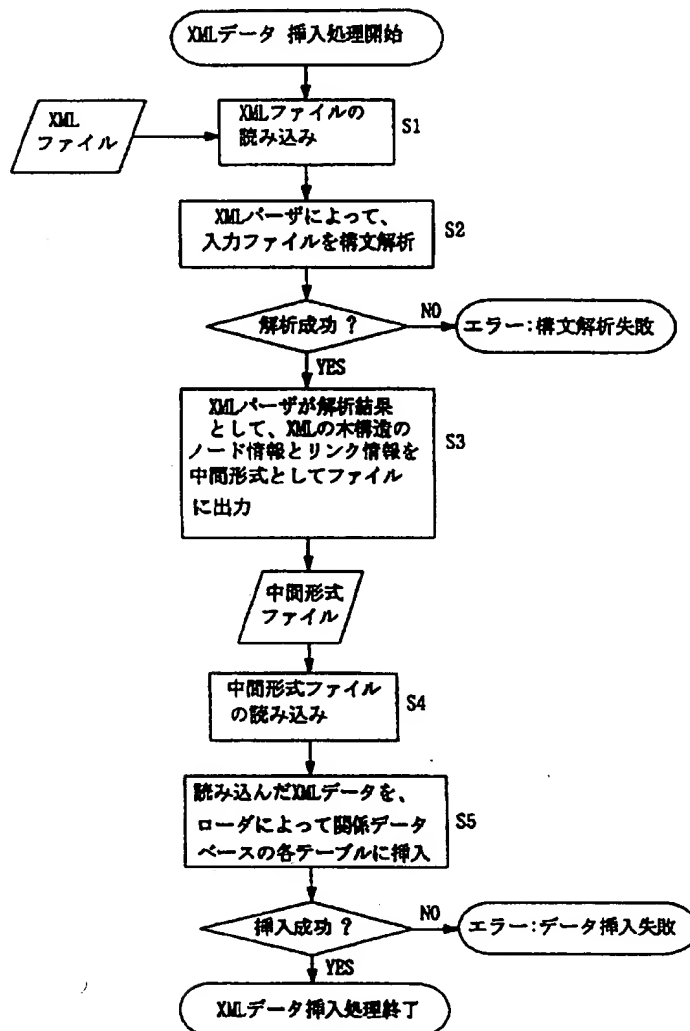 XMLデータ 挿入処理開始
XML
ファイル
XMLファイルの
読み込み
S1
XMLパーザによって、
入力ファイルを構文解析
S2
解析成功 ?
NO
エラー:構文解析失敗
YES
XMLパーザが解析結果
として、XMLの木構造の
ノード情報とリンク情報を
中間形式としてファイル
に出力
S3
中間形式
ファイル
中間形式ファイル
の読み込み
S4
読み込んだXMLデータを、
ローダによって関係データ
ベースの各テーブルに挿入
S5
挿入成功 ?
NO
エラー:データ挿入失敗
YES
XMLデータ挿入処理終了